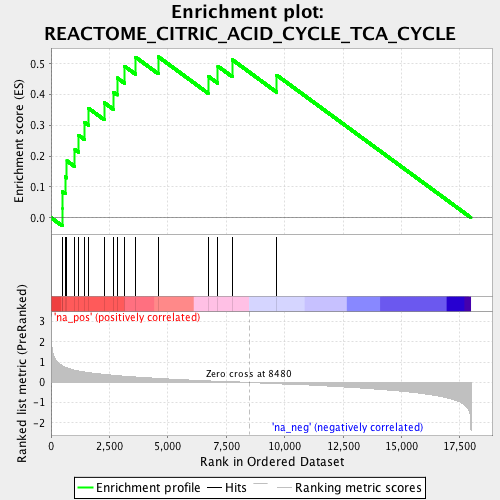 Enrichment plot:
REACTOME_CITRIC_ACID_CYCLE_TCA_CYCLE
Enrichment score (ES)
0.5
0.4
0.3
0.2
0.1
0.0
'na_pos' (positively correlated)
Ranked list metric (PreRanked)
3
2
1
0
-1
-2
Zero cross at 8480
'na_neg' (negatively correlated)
0
2,500
5,000
7,500
10,000
12,500
15,000
17,500
Rank in Ordered Dataset
Enrichment profile
Hits
Ranking metric scores